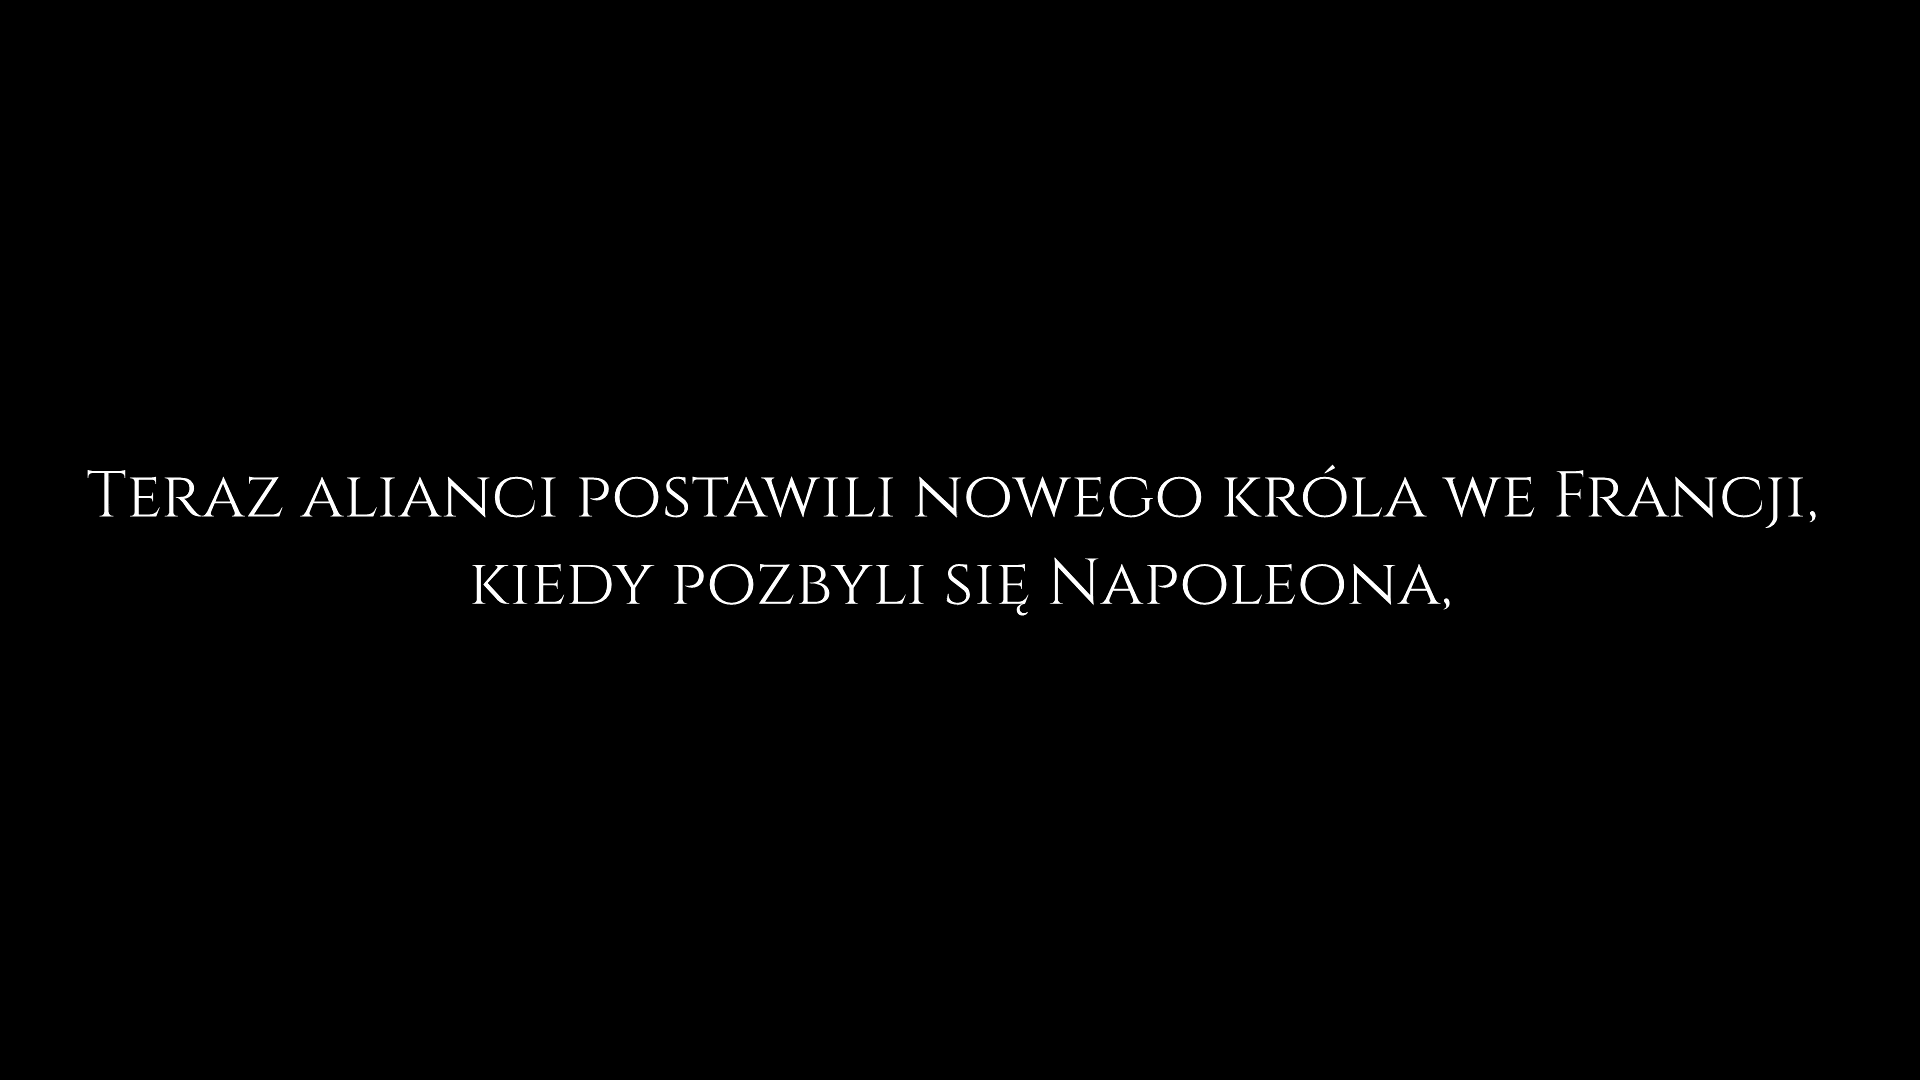 Teraz alianci postawili nowego króla we Francji,
kiedy pozbyli się Napoleona,